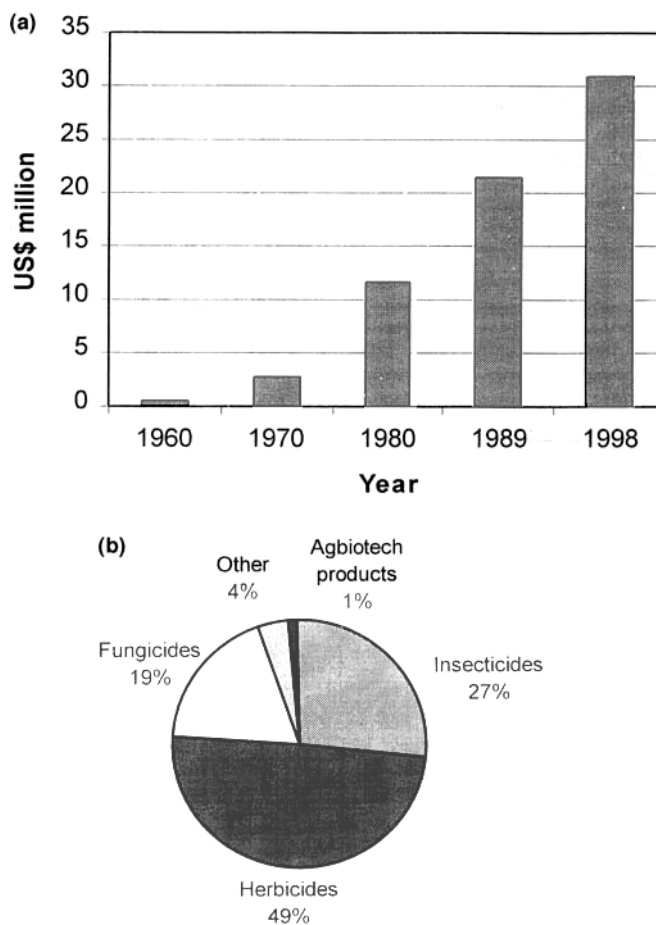 (a)
35
30
25
20
15
10
5
0
US$ million
1960 1970 1980 1989 1998
Year
(b)
Other
4%
Agbiotech
products
1%
Fungicides
19%
Insecticides
27%
Herbicides
49%